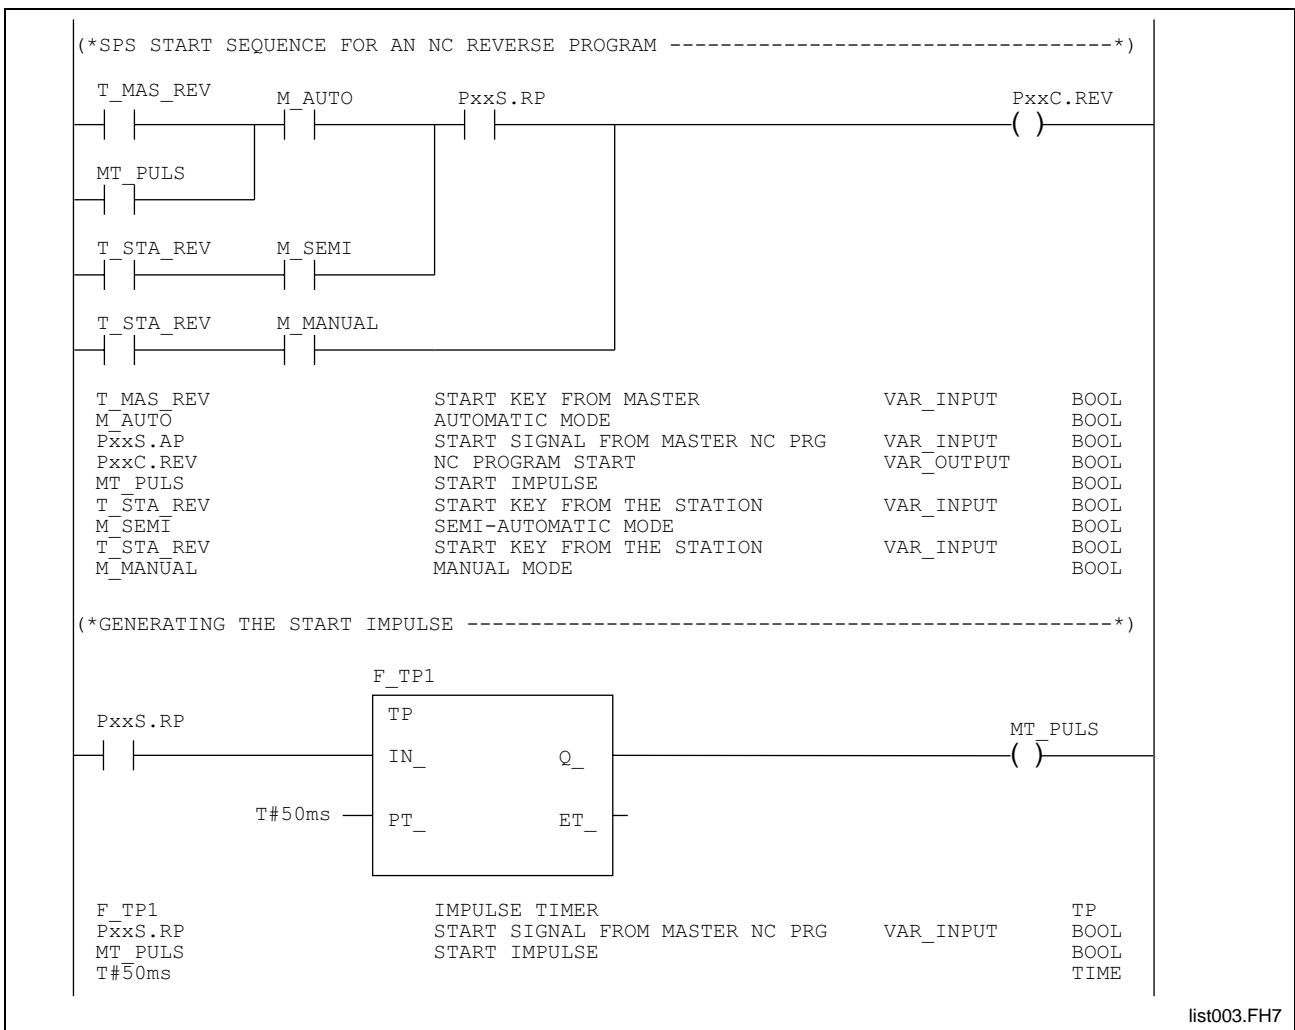 (*SPS START SEQUENCE FOR AN NC REVERSE PROGRAM -----------------------------------*)
T_MAS_REV M_AUTO PxxS.RP PxxC.REV
( )
MT_PULS
T_STA_REV M_SEMI
T_STA_REV M_MANUAL
T_MAS_REV START KEY FROM MASTER VAR_INPUT BOOL
M_AUTO AUTOMATIC MODE BOOL
PxxS.AP START SIGNAL FROM MASTER NC PRG VAR_INPUT BOOL
PxxC.REV NC PROGRAM START VAR_OUTPUT BOOL
MT_PULS START IMPULSE BOOL
T_STA_REV START KEY FROM THE STATION VAR_INPUT BOOL
M_SEMI SEMI-AUTOMATIC MODE BOOL
T_STA_REV START KEY FROM THE STATION VAR_INPUT BOOL
M_MANUAL MANUAL MODE BOOL
(*GENERATING THE START IMPULSE ---------------------------------------------------*)
F_TP1
PxxS.RP TP MT_PULS
IN_ Q_ ( )
T#50ms PT_ ET_
F_TP1 IMPULSE TIMER TP
PxxS.RP START SIGNAL FROM MASTER NC PRG VAR_INPUT BOOL
MT_PULS START IMPULSE BOOL
T#50ms TIME
list003.FH7